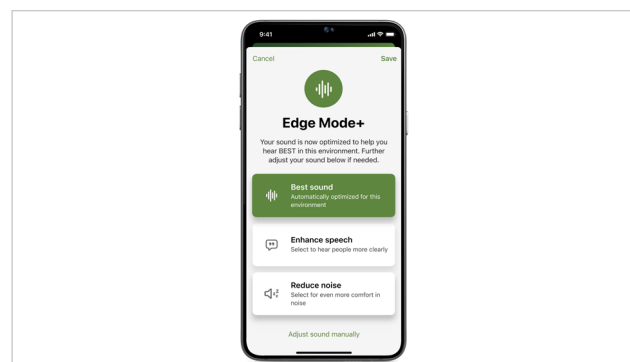 9:41
Cancel
Save
Edge Mode+
Your sound is now optimized to help you
hear BEST in this environment. Further
adjust your sound below if needed.
Best sound
Automatically optimized for this
environment
Enhance speech
Select to hear people more clearly
Reduce noise
Select for even more comfort in
noise
Adjust sound manually